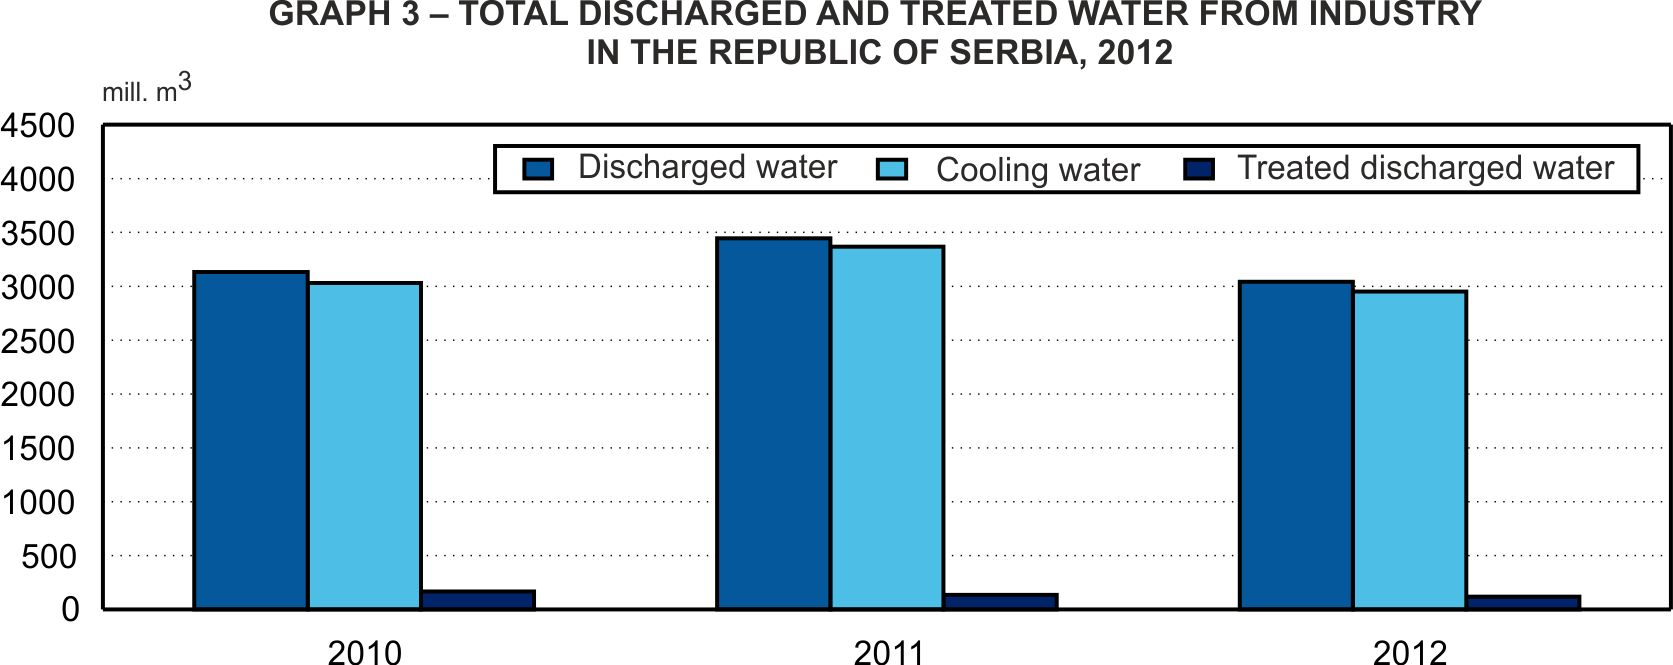 GRAPH 3 – TOTAL DISCHARGED AND TREATED WATER FROM INDUSTRY
IN THE REPUBLIC OF SERBIA, 2012
mill. m³
4500
Discharged water Cooling water Treated discharged water
4000
3500
3000
2500
2000
1500
1000
500
0
2010 2011 2012